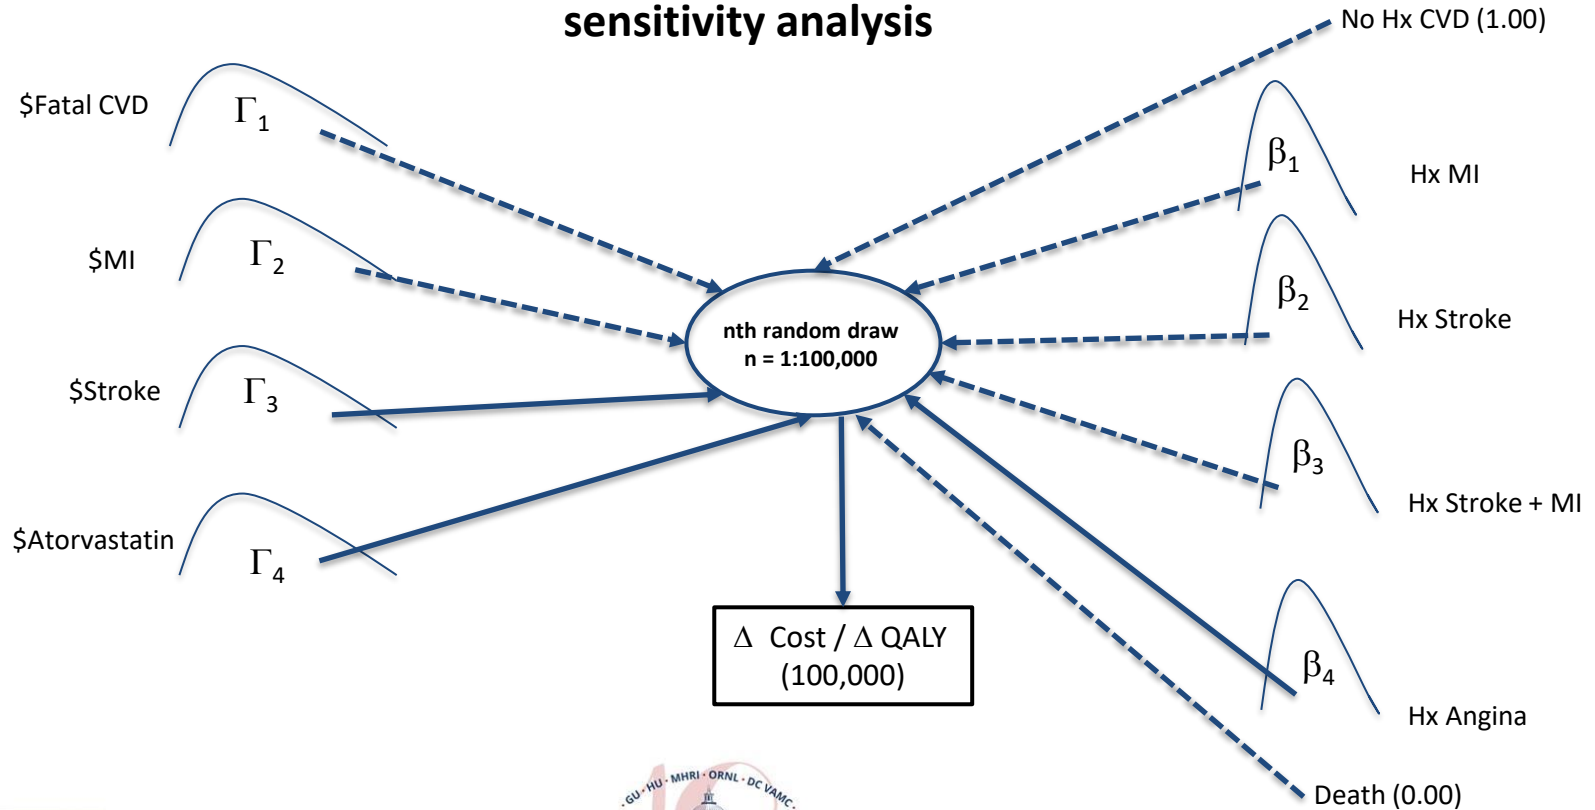 sensitivity analysis
No Hx CVD (1.00)
$Fatal CVD
Γ1
β1
Hx MI
$MI
Γ2
β2
Hx Stroke
nth random draw
n = 1:100,000
$Stroke
Γ3
β3
Hx Stroke + MI
$Atorvastatin
Γ4
Δ Cost / Δ QALY
(100,000)
β4
Hx Angina
Death (0.00)
· GU · HU · MHRI · ORNL · DC VAMC ·